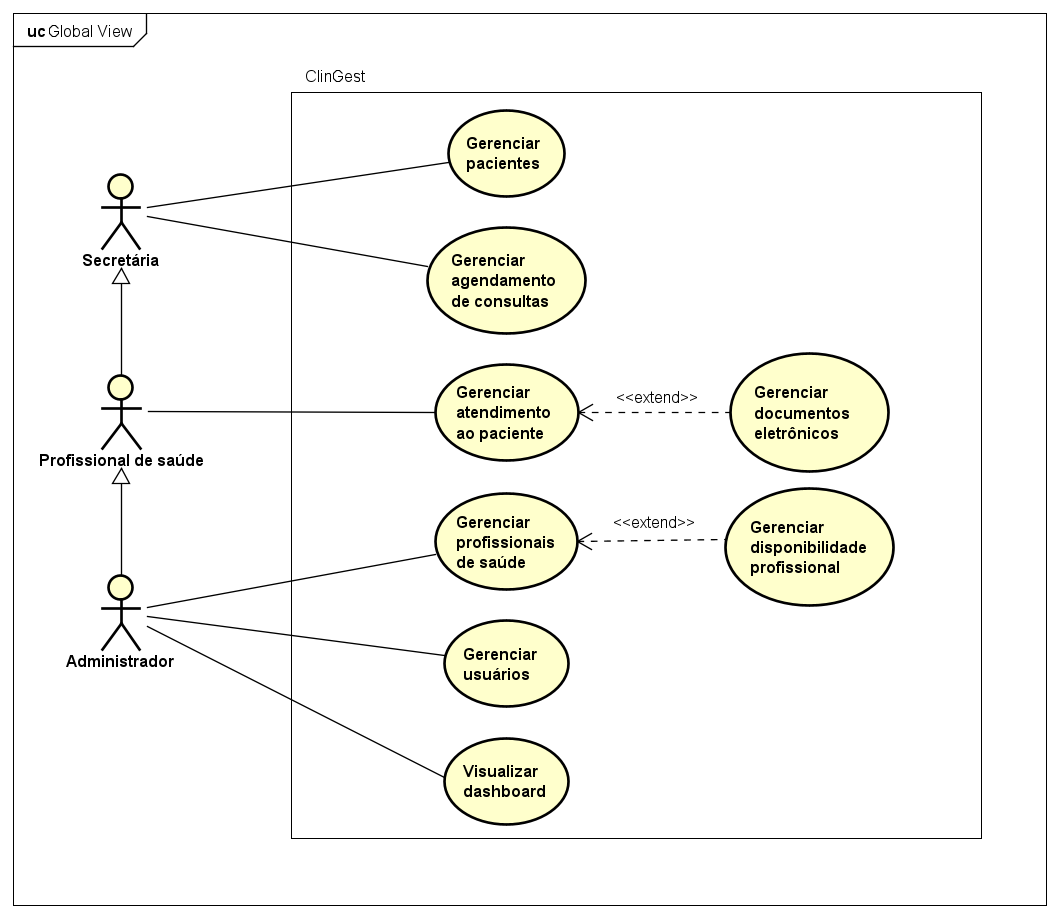 uc Global View
ClinGest
Gerenciar
pacientes
Secretária
Gerenciar
agendamento
de consultas
Profissional de saúde
Gerenciar
atendimento
ao paciente
<<extend>>
Gerenciar
documentos
eletrônicos
Gerenciar
profissionais
de saúde
<<extend>>
Gerenciar
disponibilidade
profissional
Administrador
Gerenciar
usuários
Visualizar
dashboard